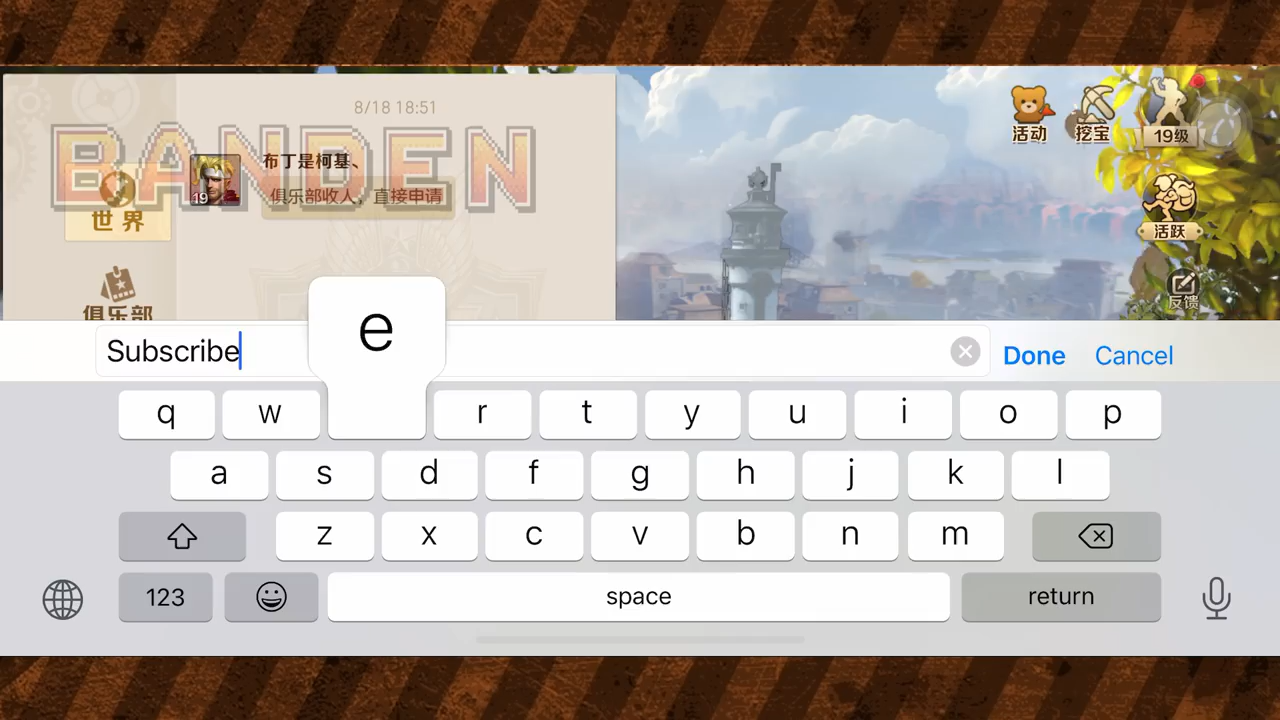 8/18 18:51
BANDEN
布丁是柯基、
19
俱乐部收人，直接申请
世界
俱乐部
活动
挖宝
19级
活跃
反馈
Subscribe
Done
Cancel
e
q w r t y u i o p
a s d f g h j k l
z x c v b n m
123
space
return